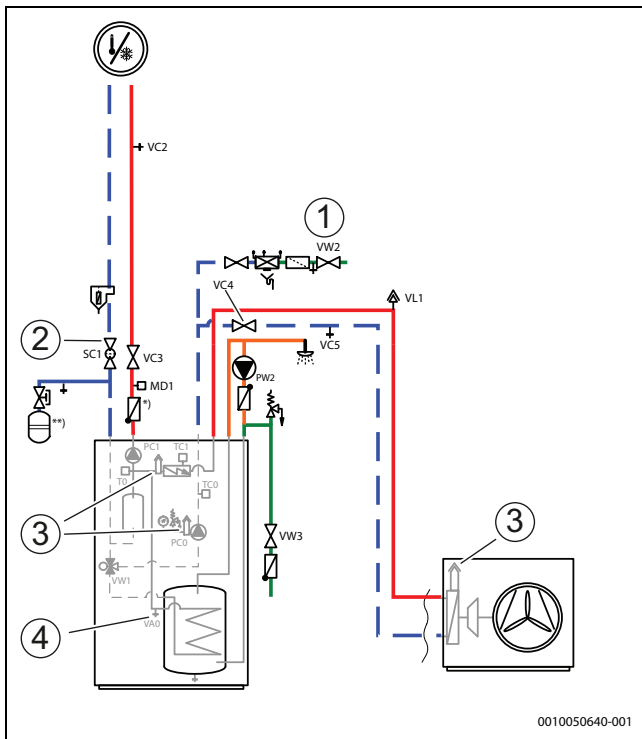 VC2
1
VW2
VC4
VL1
2
SC1
VC3
VC5
MD1
PW2
*)
**)
PC1
TC1
T0
TC0
3
PC0
VW3
3
VW1
4
VA0
0010050640-001